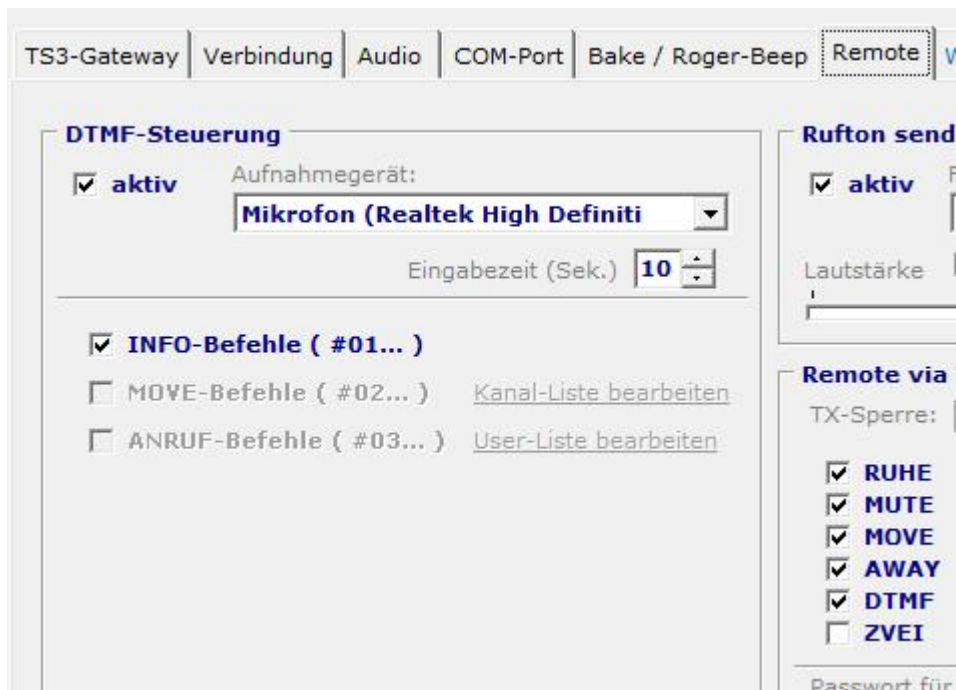 TS3-Gateway Verbindung Audio COM-Port Bake / Roger-Beep Remote
DTMF-Steuerung
aktiv
Aufnahmegerät:
Mikrofon (Realtek High Definiti
Eingabezeit (Sek.) 10
INFO-Befehle ( #01... )
MOVE-Befehle ( #02... ) Kanal-Liste bearbeiten
ANRUF-Befehle ( #03... ) User-Liste bearbeiten
Rufton send
aktiv
Lautstärke
Remote via
TX-Sperre:
RUHE
MUTE
MOVE
AWAY
DTMF
ZVEI
Passwort für